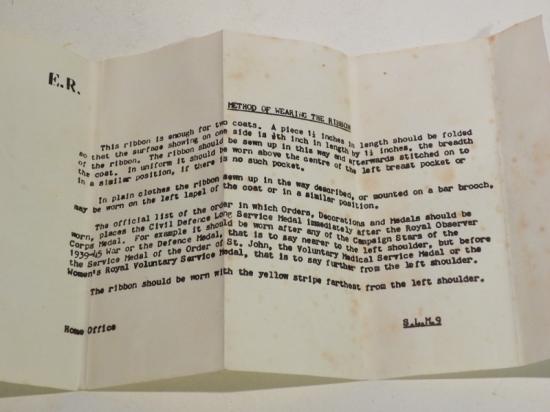 E.R.
METHOD OF WEARING THE RIBBON
This ribbon is enough for two coats. A piece 1½ inches in length should be folded
so that the surface showing on one side is ½th inch in length by 1½ inches, the breadth
of the ribbon. The ribbon should be sewn up in this way and afterwards stitched on to
the coat. In uniform it should be worn above the centre of the left breast pocket or
in a similar position, if there is no such pocket.
In plain clothes the ribbon sewn up in the way described, or mounted on a bar brooch,
may be worn on the left lapel of the coat or in a similar position.
The official list of the order in which Orders, Decorations and Medals should be
worn, places the Civil Defence Long Service Medal immediately after the Royal Observer
Corps Medal. For example it should be worn after any of the Campaign Stars of the
1939-45 War or the Defence Medal, that is to say nearer to the left shoulder, but before
the Service Medal of the Order of St. John, the Voluntary Medical Service Medal or the
Women's Royal Voluntary Service Medal, that is to say further from the left shoulder.
The ribbon should be worn with the yellow stripe farthest from the left shoulder.
Home Office
S.L.M.9